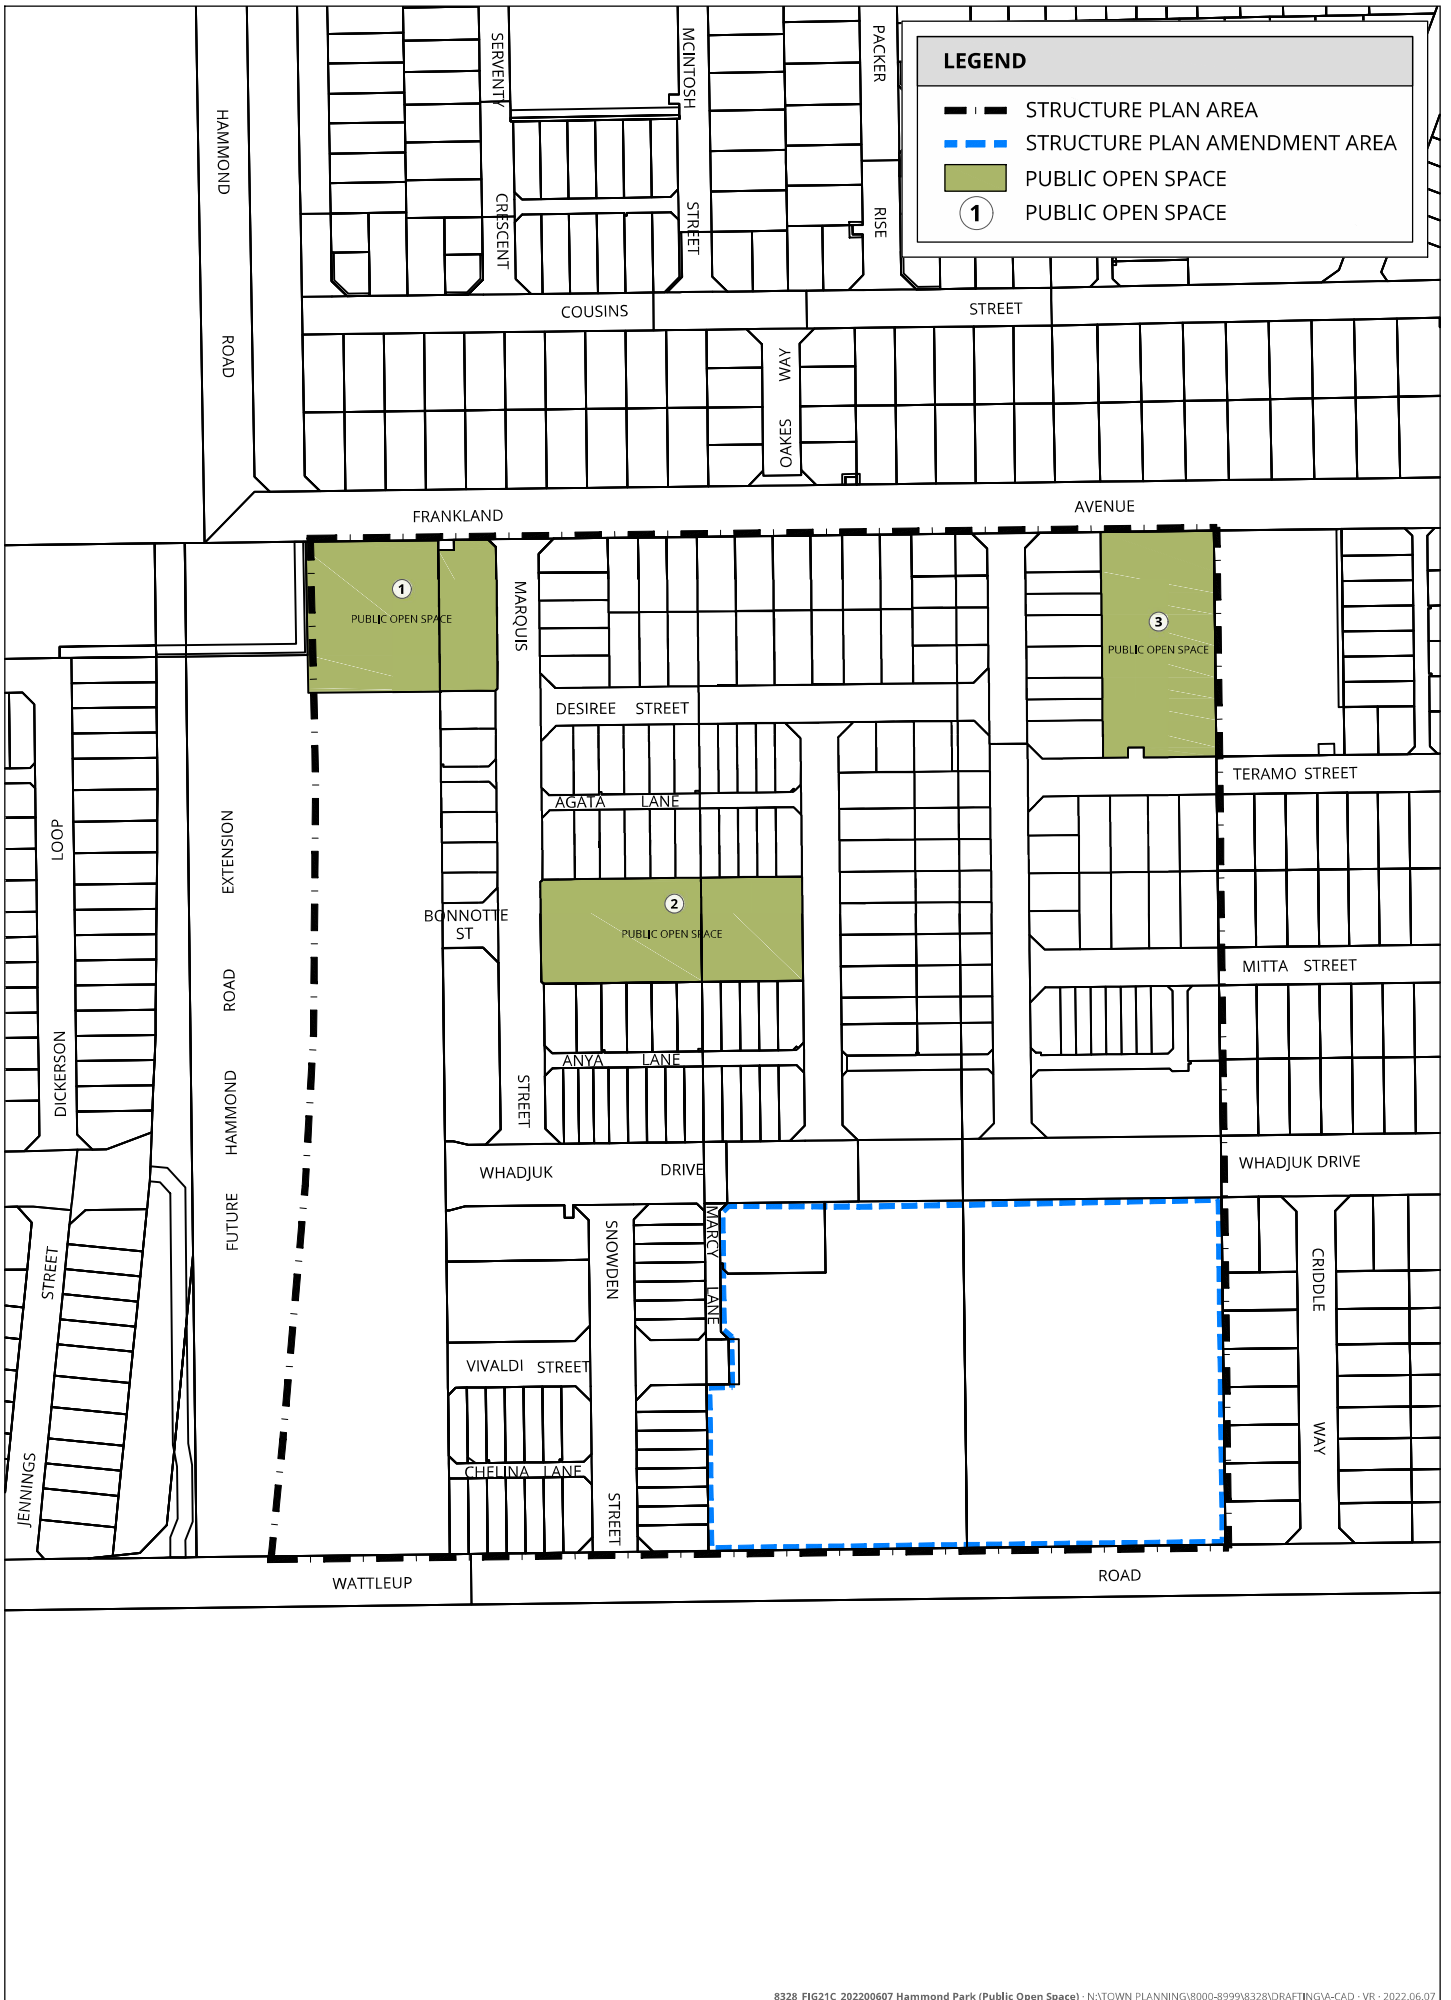 LEGEND
STRUCTURE PLAN AREA
STRUCTURE PLAN AMENDMENT AREA
PUBLIC OPEN SPACE
1 PUBLIC OPEN SPACE
HAMMOND
ROAD
SERVENTY
CRESCENT
MCINTOSH
STREET
PACKER
RISE
COUSINS STREET
WAY
OAKES
FRANKLAND AVENUE
1
PUBLIC OPEN SPACE
MARQUIS
STREET
3
PUBLIC OPEN SPACE
DESIREE STREET
TERAMO STREET
AGATA LANE
LOOP
DICKERSON
EXTENSION
ROAD
HAMMOND
FUTURE
2
PUBLIC OPEN SPACE
BONNOTTE
ST
MITTA STREET
ANYA LANE
WHADJUK DRIVE
WHADJUK DRIVE
MARCY
LANE
SNOWDEN
STREET
STREET
JENNINGS
CRIDDLE
WAY
VIVALDI STREET
CHELINA LANE
WATTLEUP ROAD
8328_FIG21C_202200607 Hammond Park (Public Open Space) · N:\TOWN PLANNING\8000-8999\8328\DRAFTING\A-CAD · VR · 2022.06.07